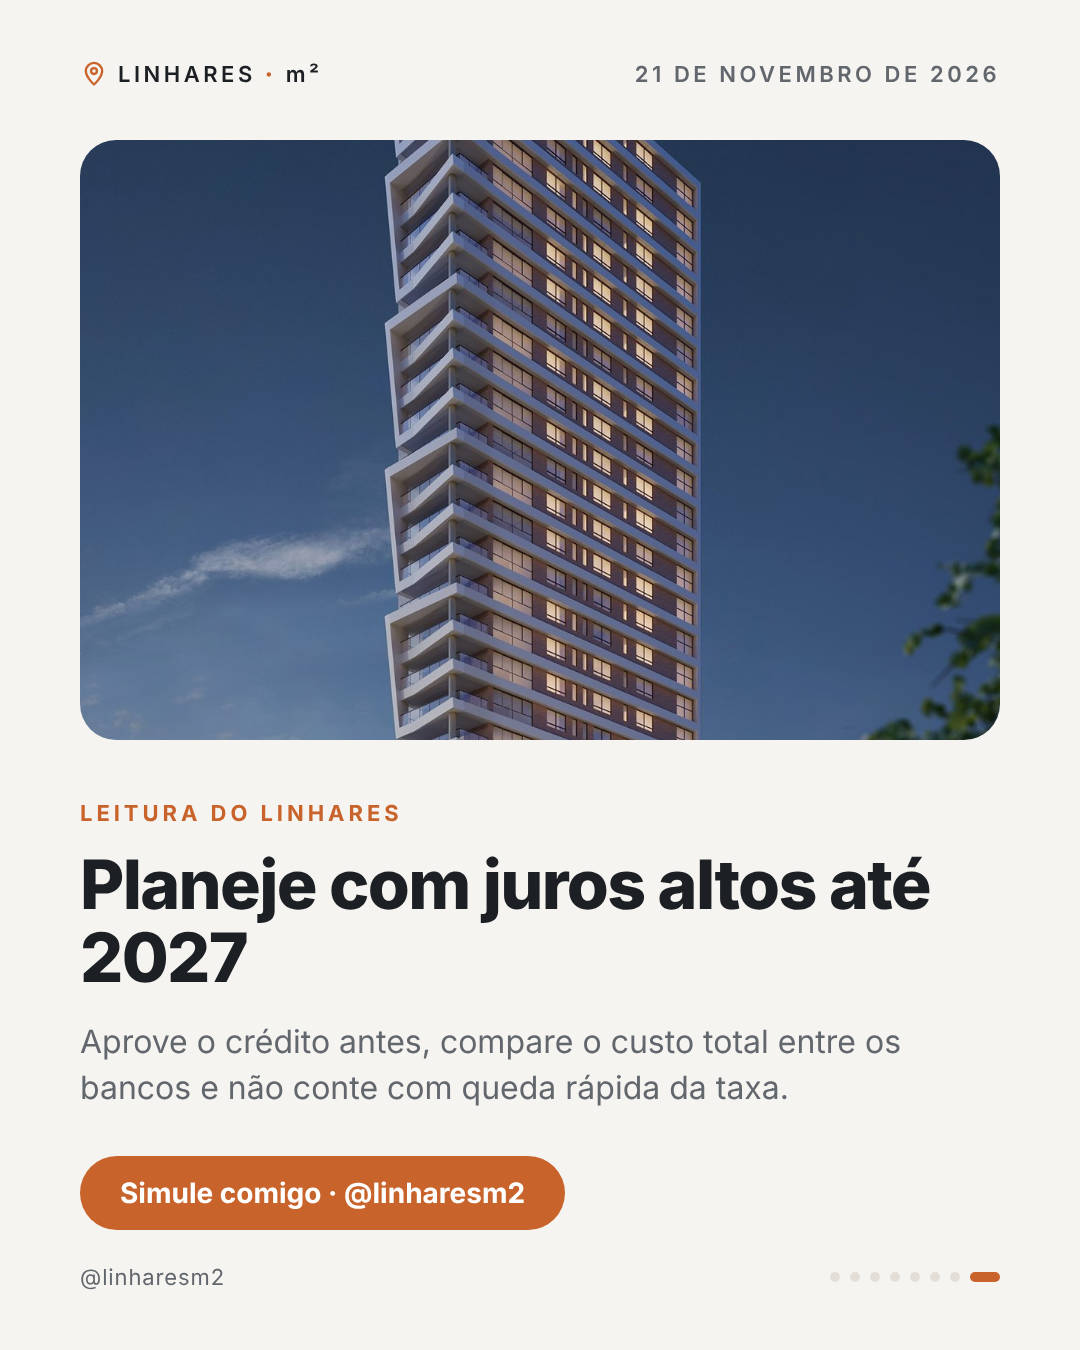 LINHARES · m²
21 DE NOVEMBRO DE 2026
LEITURA DO LINHARES
Planeje com juros altos até
2027
Aprove o crédito antes, compare o custo total entre os
bancos e não conte com queda rápida da taxa.
Simule comigo · @linharesm2
@linharesm2